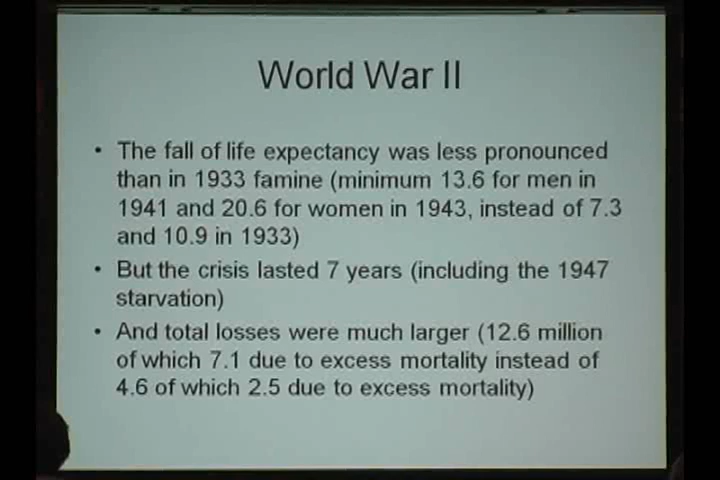 World War II
• The fall of life expectancy was less pronounced
than in 1933 famine (minimum 13.6 for men in
1941 and 20.6 for women in 1943, instead of 7.3
and 10.9 in 1933)
• But the crisis lasted 7 years (including the 1947
starvation)
• And total losses were much larger (12.6 million
of which 7.1 due to excess mortality instead of
4.6 of which 2.5 due to excess mortality)